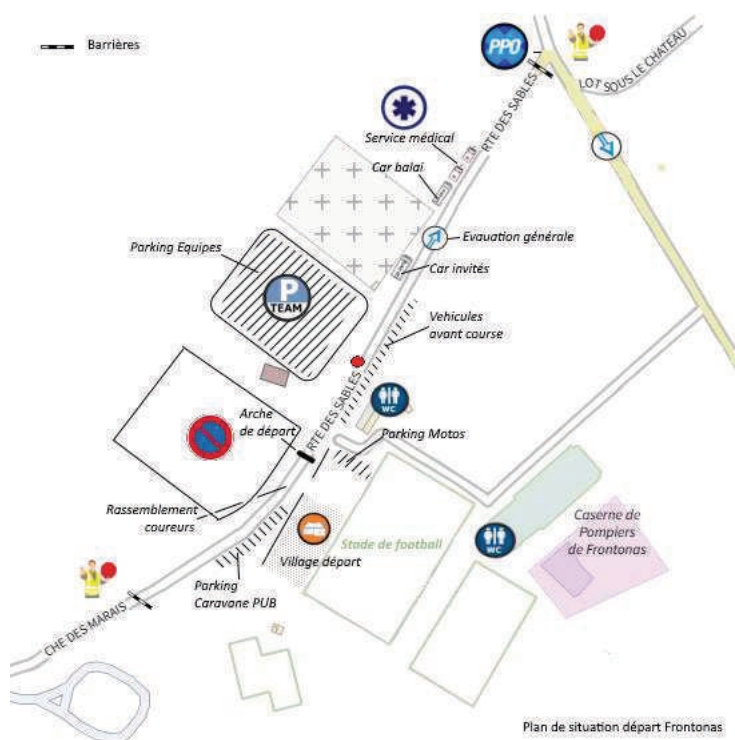 Barrières
PPO
LOT SOUS LE CHATEAU
RTE DES SABLES
Service médical
Car balai
Evauation générale
Parking Equipes
Car invités
P
TEAM
Vehicules
avant course
RTE DES SABLES
WC
Arche
de départ
Parking Motos
Rassemblement
coureurs
Stade de football
WC
Caserne de
Pompiers
de Frontonas
Village départ
Parking
Caravane PUB
CHE DES MARAIS
Plan de situation départ Frontonas